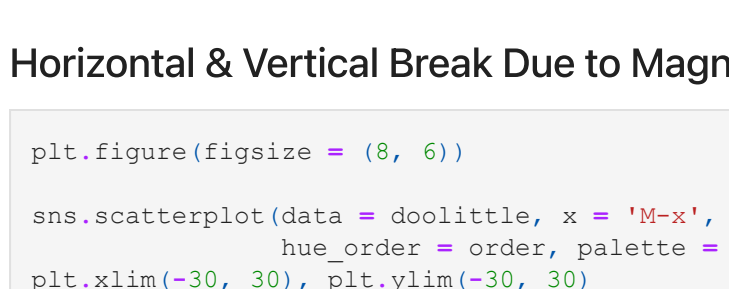 Horizontal & Vertical Break Due to Magn
plt.figure(figsize = (8, 6))
sns.scatterplot(data = doolittle, x = 'M-x',
hue_order = order, palette =
plt.xlim(-30, 30), plt.ylim(-30, 30)